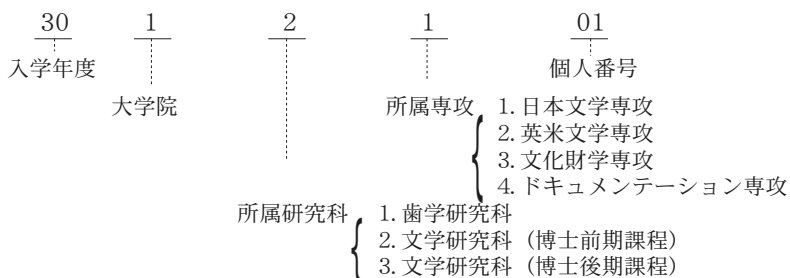 30 1 2 1 01
入学年度 個人番号
大学院 所属専攻 1. 日本文学専攻
2. 英米文学専攻
3. 文化財学専攻
4. ドキュメンテーション専攻
所属研究科 1. 歯学研究科
2. 文学研究科（博士前期課程）
3. 文学研究科（博士後期課程）